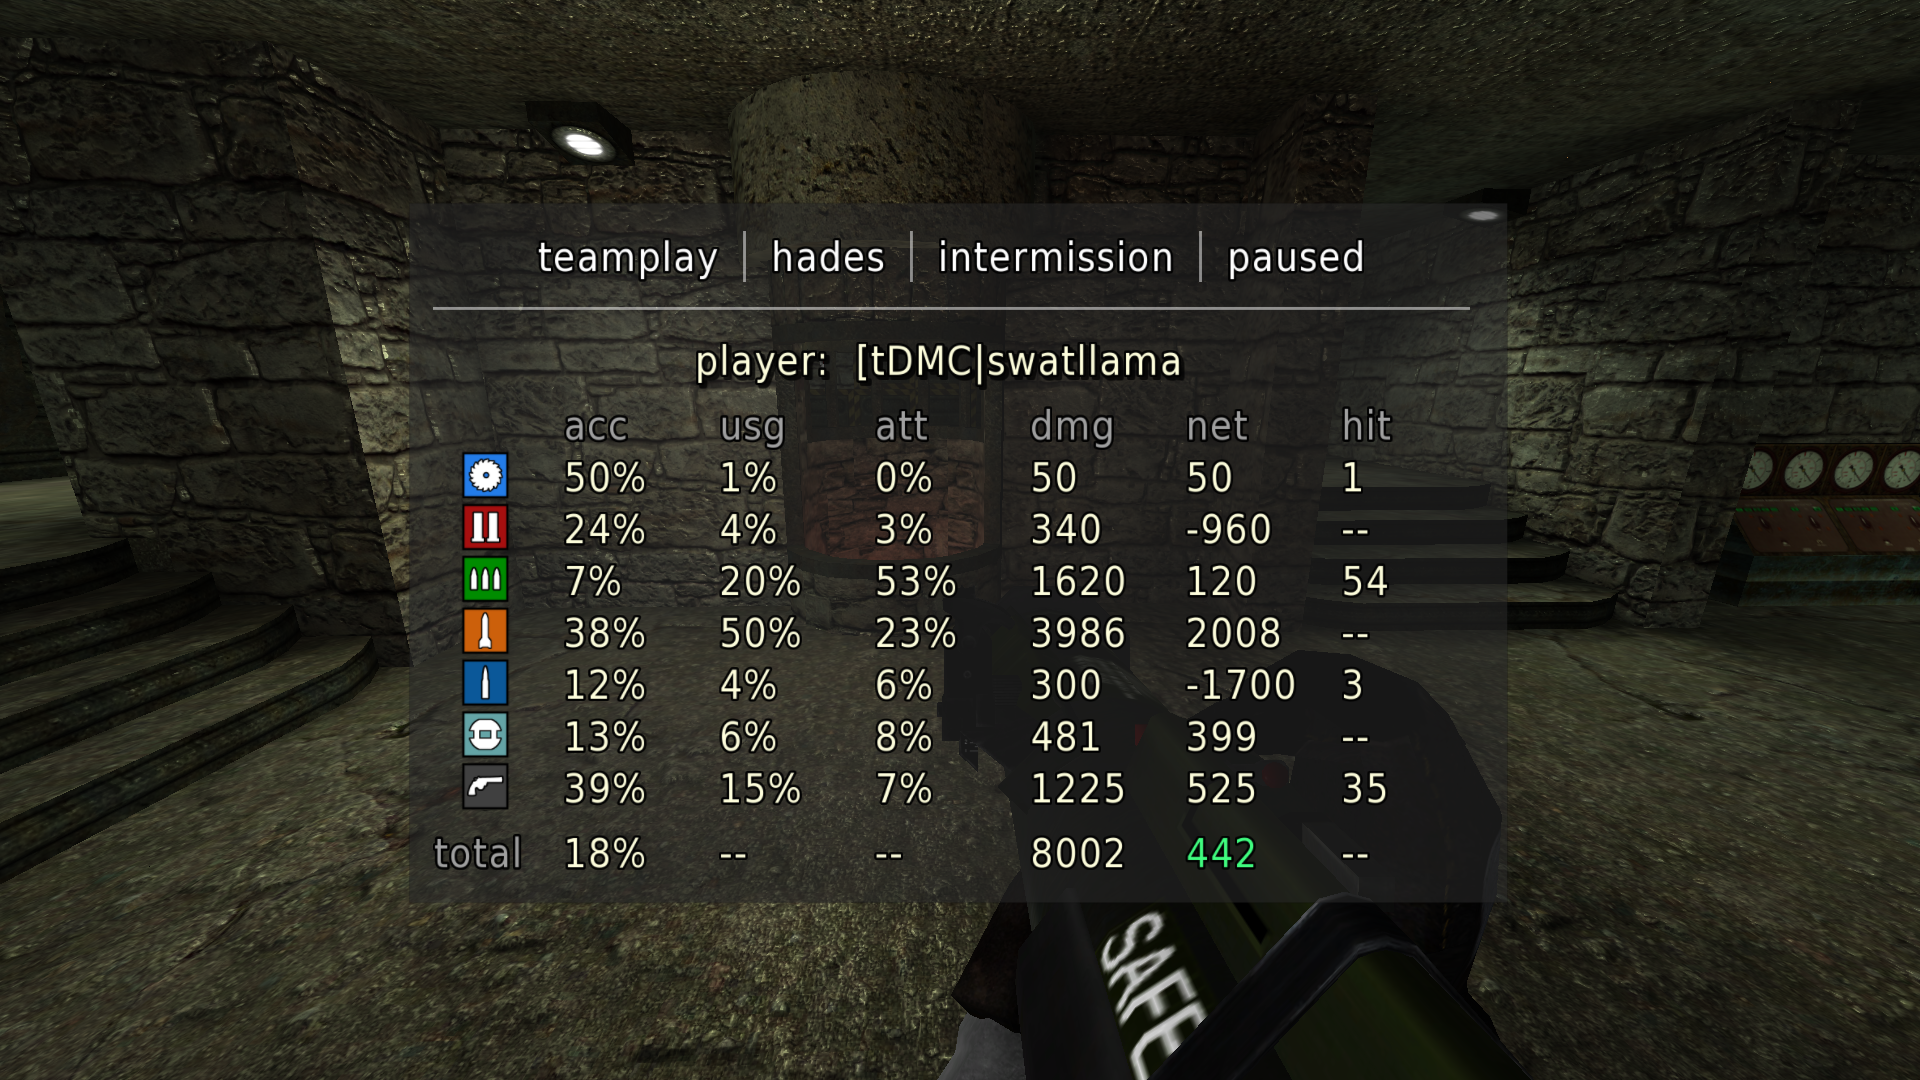 teamplay | hades | intermission | paused
player: [tDMC|swatllama
acc usg att dmg net hit
50% 1% 0% 50 50 1
24% 4% 3% 340 -960 --
7% 20% 53% 1620 120 54
38% 50% 23% 3986 2008 --
12% 4% 6% 300 -1700 3
13% 6% 8% 481 399 --
39% 15% 7% 1225 525 35
total 18% -- -- 8002 442 --
SAFE